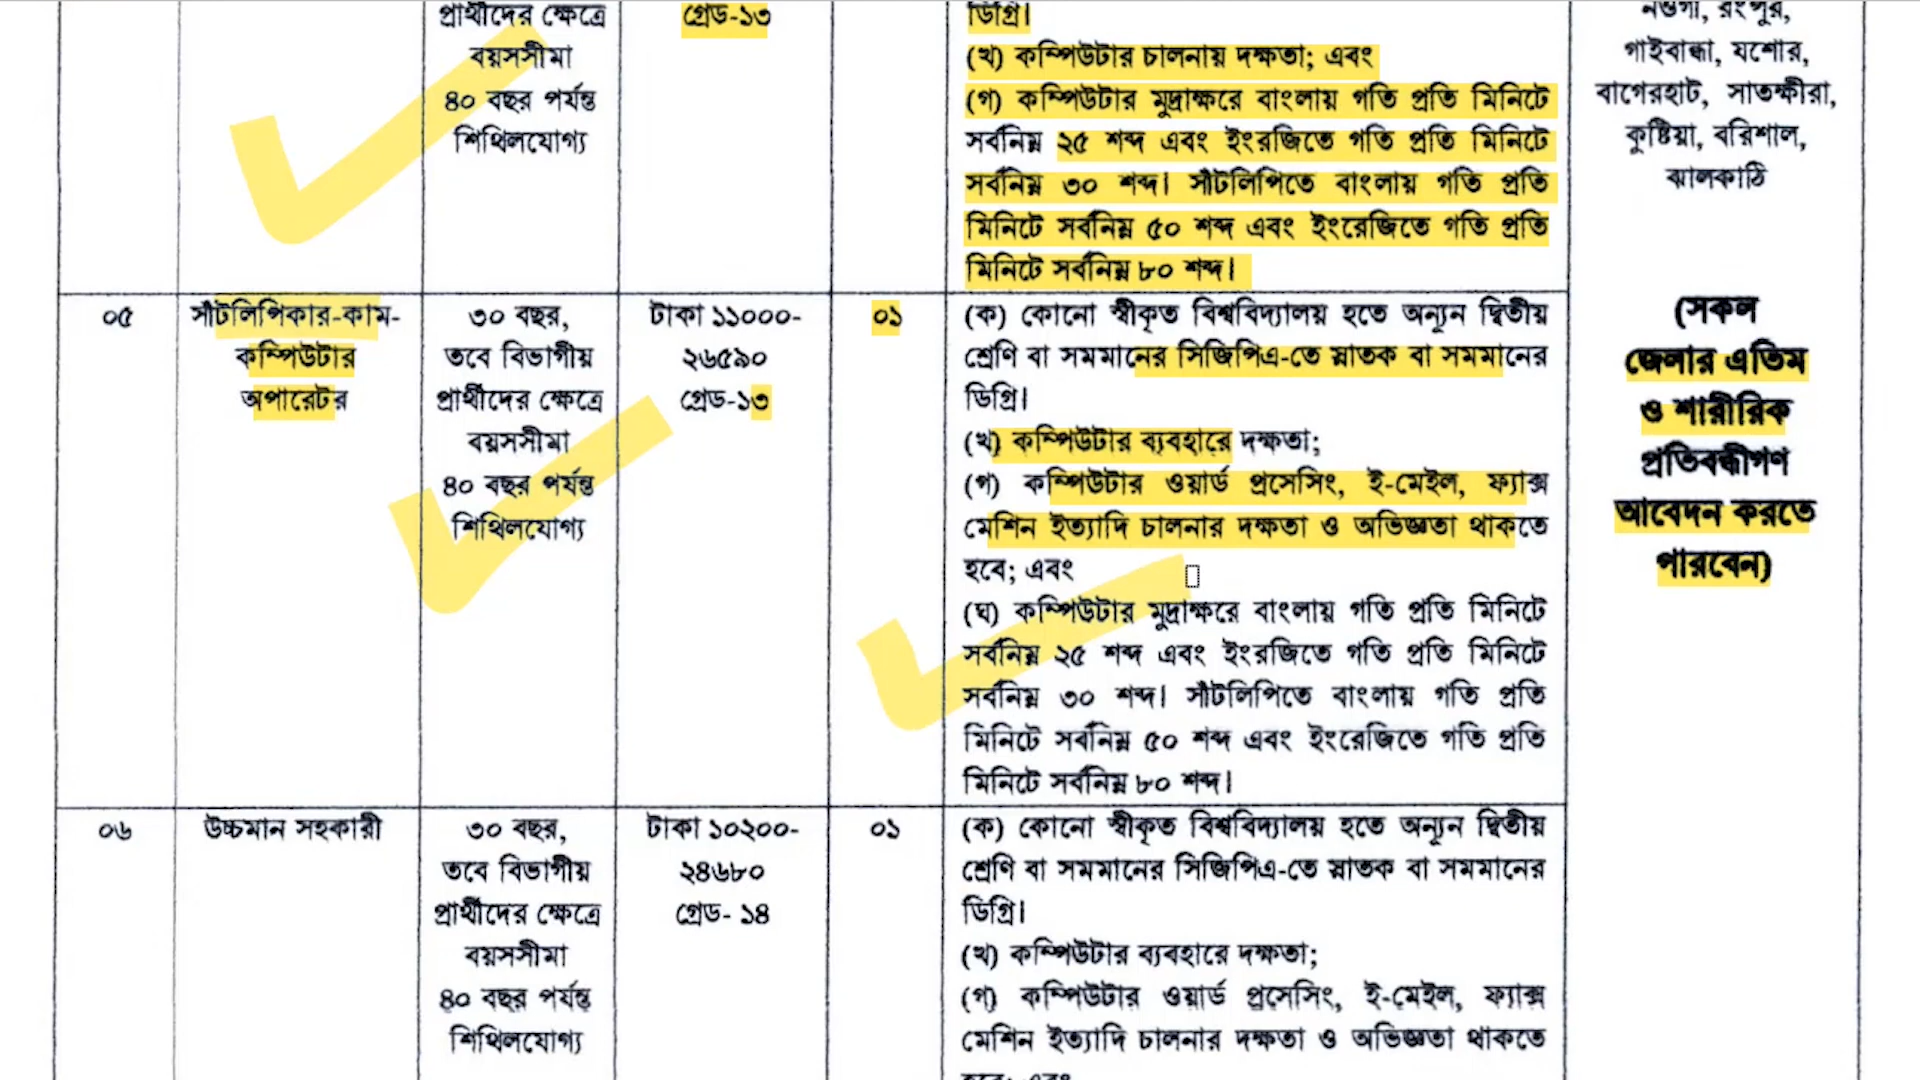 প্রার্থীদের ক্ষেত্রে
বয়সসীমা
৪০ বছর পর্যন্ত
শিথিলযোগ্য
গ্রেড-১৩
ডিগ্রি।
(খ) কম্পিউটার চালনায় দক্ষতা; এবং
(গ) কম্পিউটার মুদ্রাক্ষরে বাংলায় গতি প্রতি মিনিটে
সর্বনিম্ন ২৫ শব্দ এবং ইংরজিতে গতি প্রতি মিনিটে
সর্বনিম্ন ৩০ শব্দ। সাঁটলিপিতে বাংলায় গতি প্রতি
মিনিটে সর্বনিম্ন ৫০ শব্দ এবং ইংরেজিতে গতি প্রতি
মিনিটে সর্বনিম্ন ৮০ শব্দ।
নওগাঁ, রংপুর,
গাইবান্ধা, যশোর,
বাগেরহাট, সাতক্ষীরা,
কুষ্টিয়া, বরিশাল,
ঝালকাঠি
০৫
সাঁটলিপিকার-কাম-
কম্পিউটার
অপারেটর
৩০ বছর,
তবে বিভাগীয়
প্রার্থীদের ক্ষেত্রে
বয়সসীমা
৪০ বছর পর্যন্ত
শিথিলযোগ্য
টাকা ১১০০০-
২৬৫৯০
গ্রেড-১৩
০১
(ক) কোনো স্বীকৃত বিশ্ববিদ্যালয় হতে অন্যূন দ্বিতীয়
শ্রেণি বা সমমানের সিজিপিএ-তে স্নাতক বা সমমানের
ডিগ্রি।
(খ) কম্পিউটার ব্যবহারে দক্ষতা;
(গ) কম্পিউটার ওয়ার্ড প্রসেসিং, ই-মেইল, ফ্যাক্স
মেশিন ইত্যাদি চালনার দক্ষতা ও অভিজ্ঞতা থাকতে
হবে; এবং
(ঘ) কম্পিউটার মুদ্রাক্ষরে বাংলায় গতি প্রতি মিনিটে
সর্বনিম্ন ২৫ শব্দ এবং ইংরজিতে গতি প্রতি মিনিটে
সর্বনিম্ন ৩০ শব্দ। সাঁটলিপিতে বাংলায় গতি প্রতি
মিনিটে সর্বনিম্ন ৫০ শব্দ এবং ইংরেজিতে গতি প্রতি
মিনিটে সর্বনিম্ন ৮০ শব্দ।
(সকল
জেলার এতিম
ও শারীরিক
প্রতিবন্ধীগণ
আবেদন করতে
পারবেন)
০৬
উচ্চমান সহকারী
৩০ বছর,
তবে বিভাগীয়
প্রার্থীদের ক্ষেত্রে
বয়সসীমা
৪০ বছর পর্যন্ত
শিথিলযোগ্য
টাকা ১০২০০-
২৪৬৮০
গ্রেড- ১৪
০১
(ক) কোনো স্বীকৃত বিশ্ববিদ্যালয় হতে অন্যূন দ্বিতীয়
শ্রেণি বা সমমানের সিজিপিএ-তে স্নাতক বা সমমানের
ডিগ্রি।
(খ) কম্পিউটার ব্যবহারে দক্ষতা;
(গ) কম্পিউটার ওয়ার্ড প্রসেসিং, ই-মেইল, ফ্যাক্স
মেশিন ইত্যাদি চালনার দক্ষতা ও অভিজ্ঞতা থাকতে
হবে; এবং